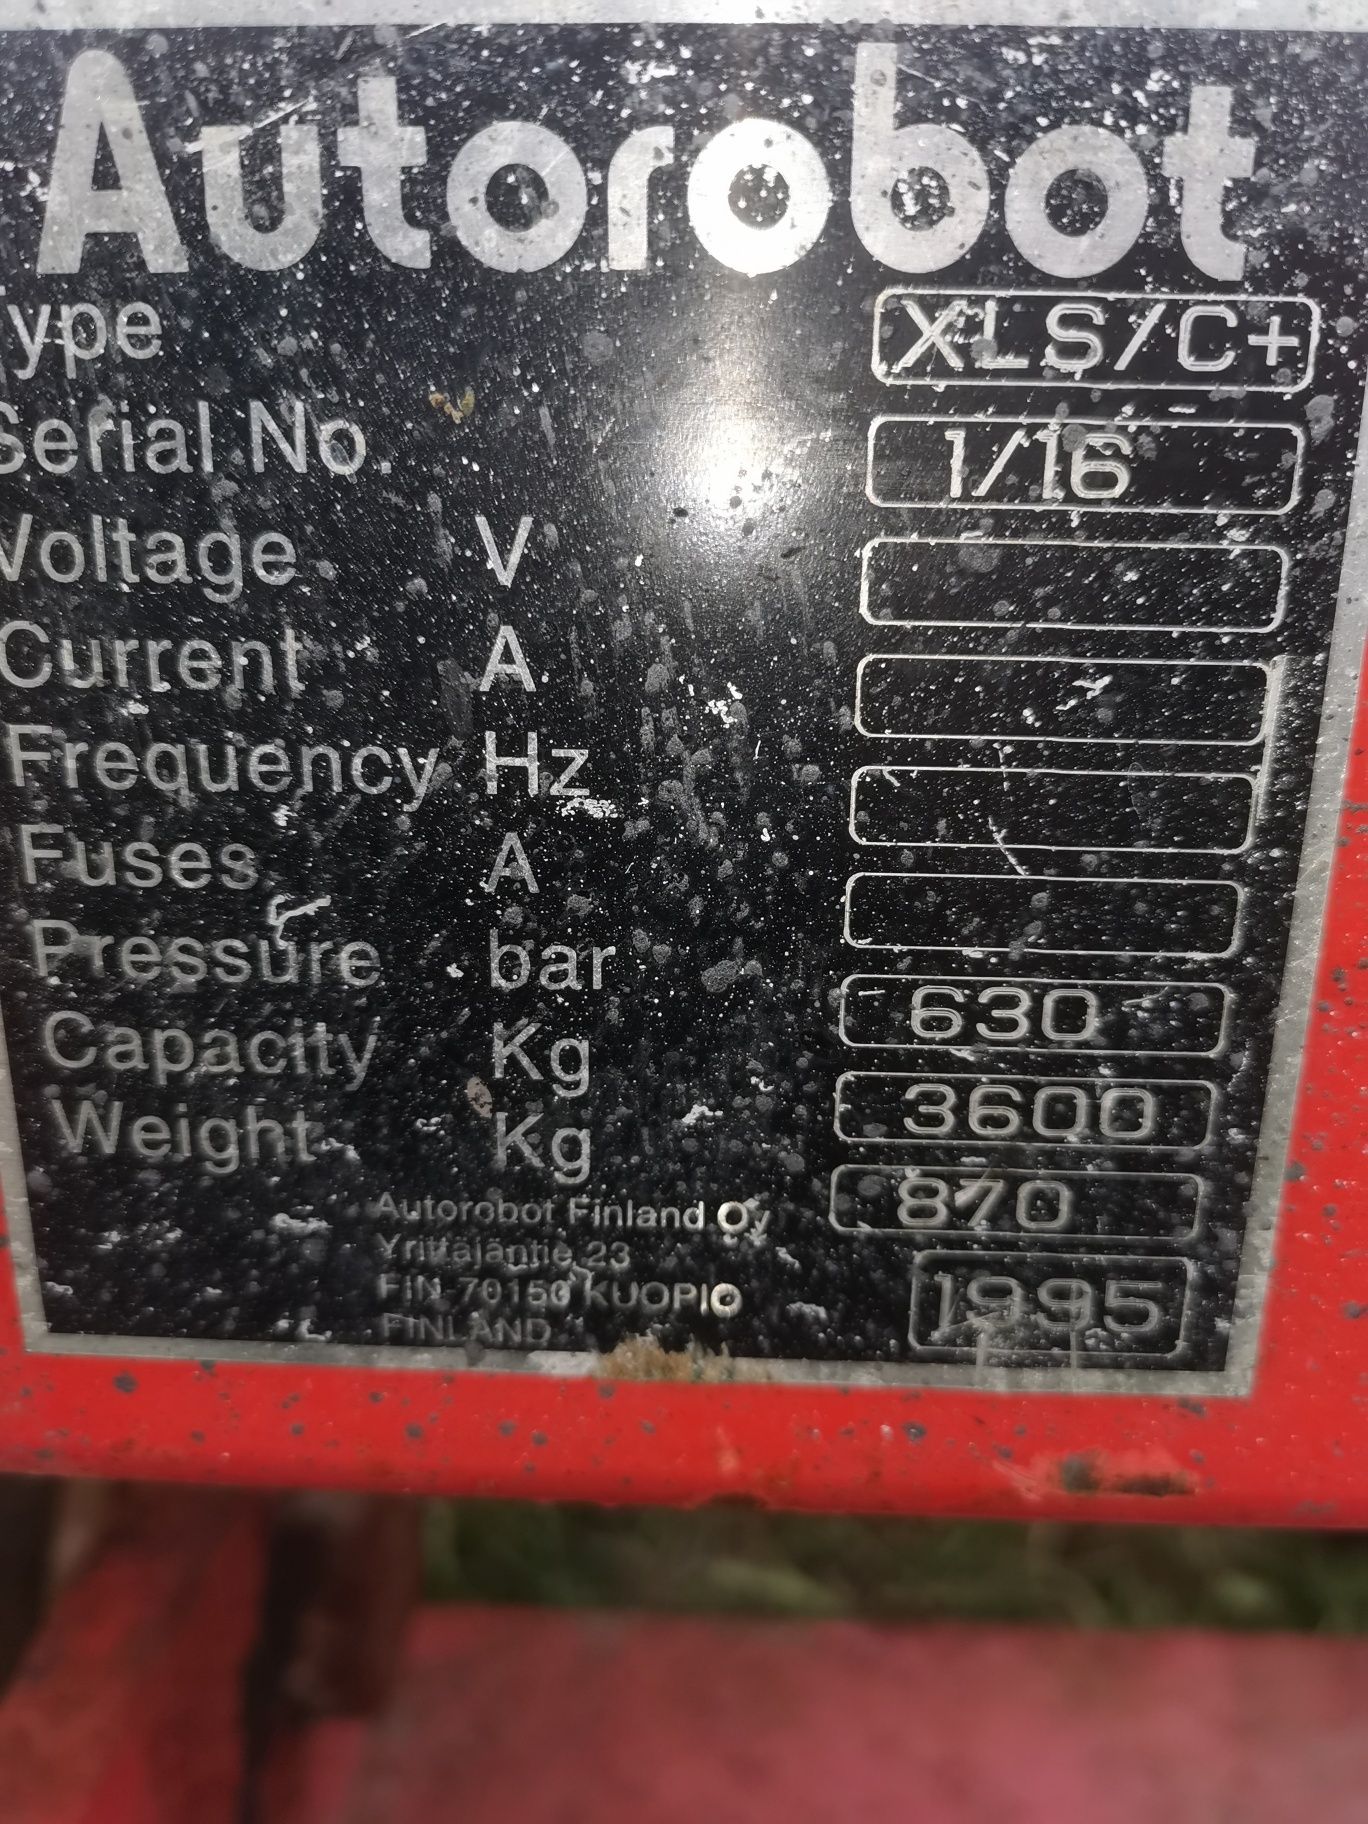 Autorobot
Type XLS/C+
Serial No. 1/16
Voltage V
Current A
Frequency Hz
Fuses A
Pressure bar 630
Capacity Kg 3600
Weight Kg 870
Autorobot Finland Oy
Yrittäjäntie 23
FIN-70150 KUOPIO
FINLAND
1995